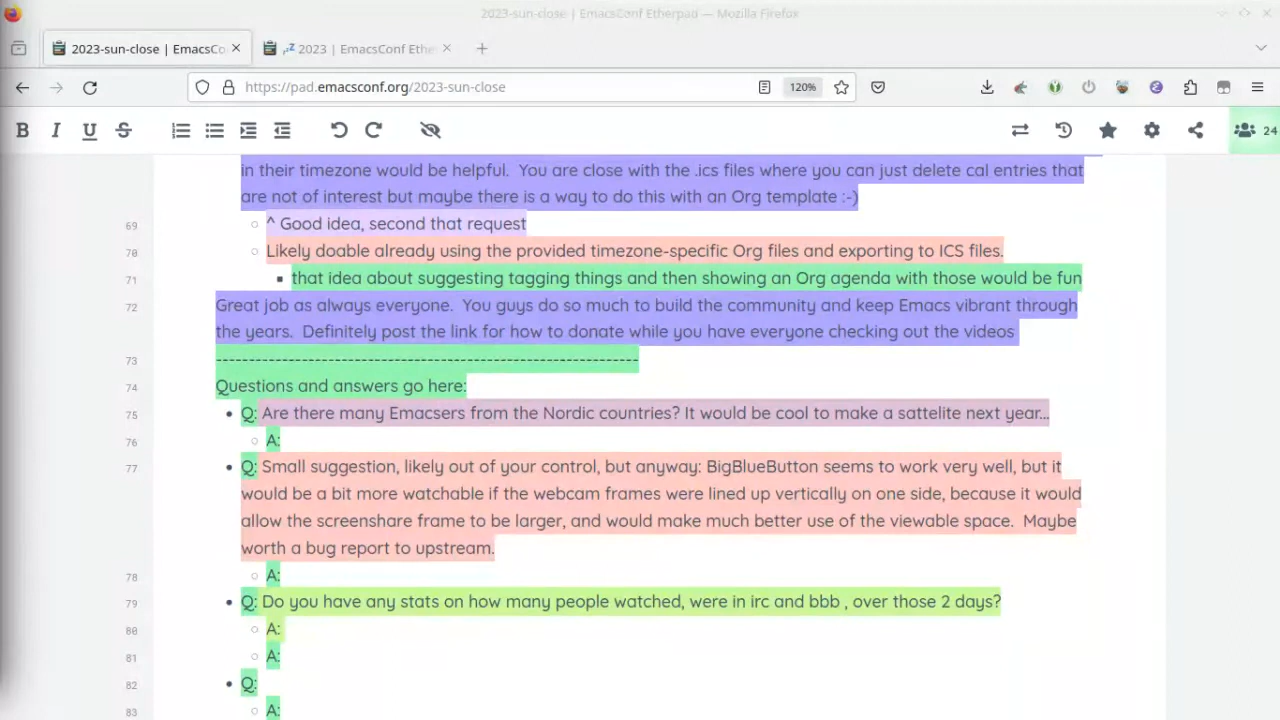 2023-sun-close | EmacsConf Etherpad — Mozilla Firefox
2023-sun-close | EmacsCo
2023 | EmacsConf Ethe
https://pad.emacsconf.org/2023-sun-close
120%
B I U S
24
in their timezone would be helpful.  You are close with the .ics files where you can just delete cal entries that
are not of interest but maybe there is a way to do this with an Org template :-)
69 ^ Good idea, second that request
70 Likely doable already using the provided timezone-specific Org files and exporting to ICS files.
71 that idea about suggesting tagging things and then showing an Org agenda with those would be fun
72 Great job as always everyone.  You guys do so much to build the community and keep Emacs vibrant through
the years.  Definitely post the link for how to donate while you have everyone checking out the videos
73 ----------------------------------------------------------------
74 Questions and answers go here:
75 Q: Are there many Emacsers from the Nordic countries? It would be cool to make a sattelite next year...
76 A:
77 Q: Small suggestion, likely out of your control, but anyway: BigBlueButton seems to work very well, but it
would be a bit more watchable if the webcam frames were lined up vertically on one side, because it would
allow the screenshare frame to be larger, and would make much better use of the viewable space.  Maybe
worth a bug report to upstream.
78 A:
79 Q: Do you have any stats on how many people watched, were in irc and bbb , over those 2 days?
80 A:
81 A:
82 Q:
83 A: